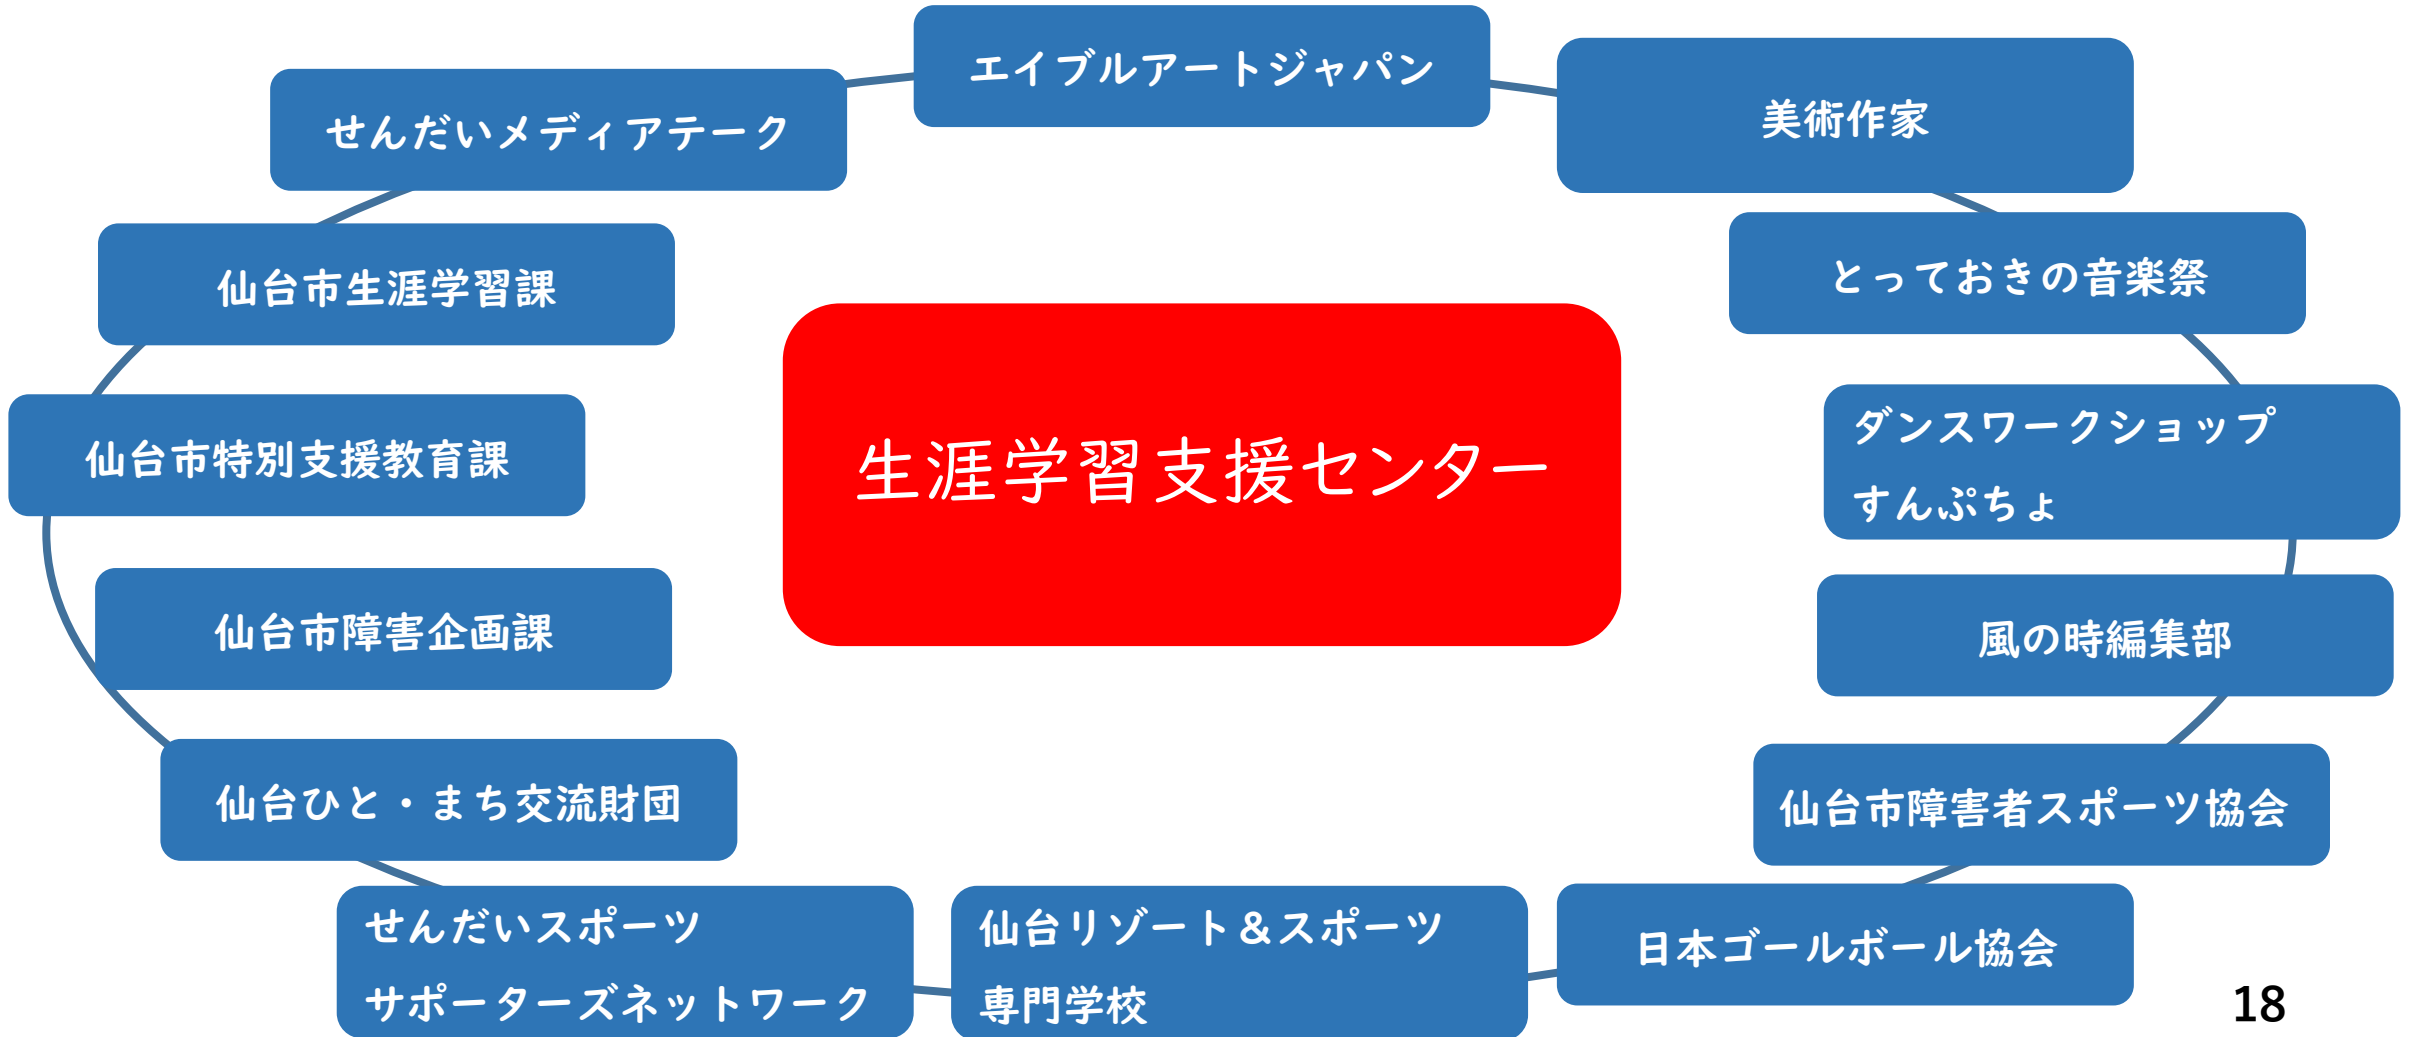 エイブルアートジャパン
美術作家
せんだいメディアテーク
とっておきの音楽祭
仙台市生涯学習課
ダンスワークショップ
すんぷちょ
仙台市特別支援教育課
生涯学習支援センター
風の時編集部
仙台市障害企画課
仙台市障害者スポーツ協会
仙台ひと・まち交流財団
日本ゴールボール協会
せんだいスポーツ
サポーターズネットワーク
仙台リゾート＆スポーツ
専門学校
18